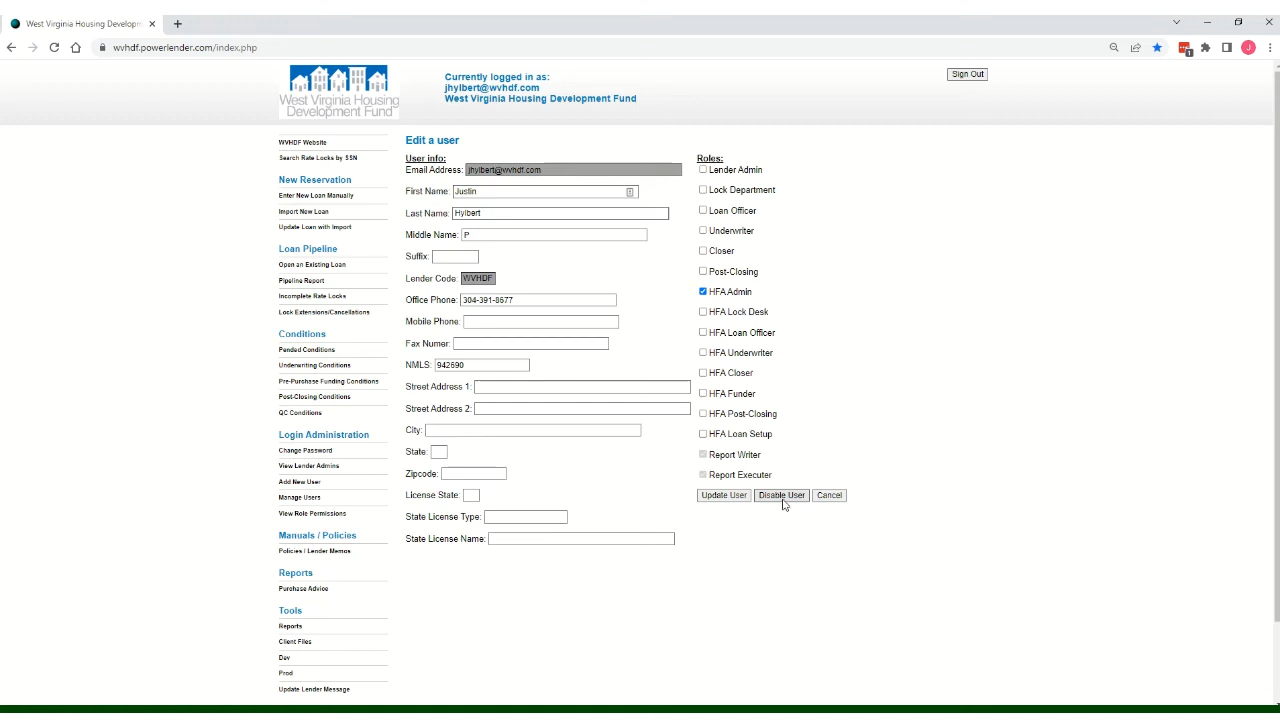 West Virginia Housing Developm
wvhdf.powerlender.com/index.php
1
J
West Virginia Housing
Development Fund
Currently logged in as:
jhylbert@wvhdf.com
West Virginia Housing Development Fund
Sign Out
WVHDF Website
Search Rate Locks by SSN
New Reservation
Enter New Loan Manually
Import New Loan
Update Loan with Import
Loan Pipeline
Open an Existing Loan
Pipeline Report
Incomplete Rate Locks
Lock Extensions/Cancellations
Conditions
Pended Conditions
Underwriting Conditions
Pre-Purchase Funding Conditions
Post-Closing Conditions
QC Conditions
Login Administration
Change Password
View Lender Admins
Add New User
Manage Users
View Role Permissions
Manuals / Policies
Policies / Lender Memos
Reports
Purchase Advice
Tools
Reports
Client Files
Dev
Prod
Update Lender Message
Edit a user
User info:
Email Address: jhylbert@wvhdf.com
First Name: Justin
Last Name: Hylbert
Middle Name: P
Suffix:
Lender Code: WVHDF
Office Phone: 304-391-8677
Mobile Phone:
Fax Numer:
NMLS: 942690
Street Address 1:
Street Address 2:
City:
State:
Zipcode:
License State:
State License Type:
State License Name:
Roles:
Lender Admin
Lock Department
Loan Officer
Underwriter
Closer
Post-Closing
HFA Admin
HFA Lock Desk
HFA Loan Officer
HFA Underwriter
HFA Closer
HFA Funder
HFA Post-Closing
HFA Loan Setup
Report Writer
Report Executer
Update User Disable User Cancel